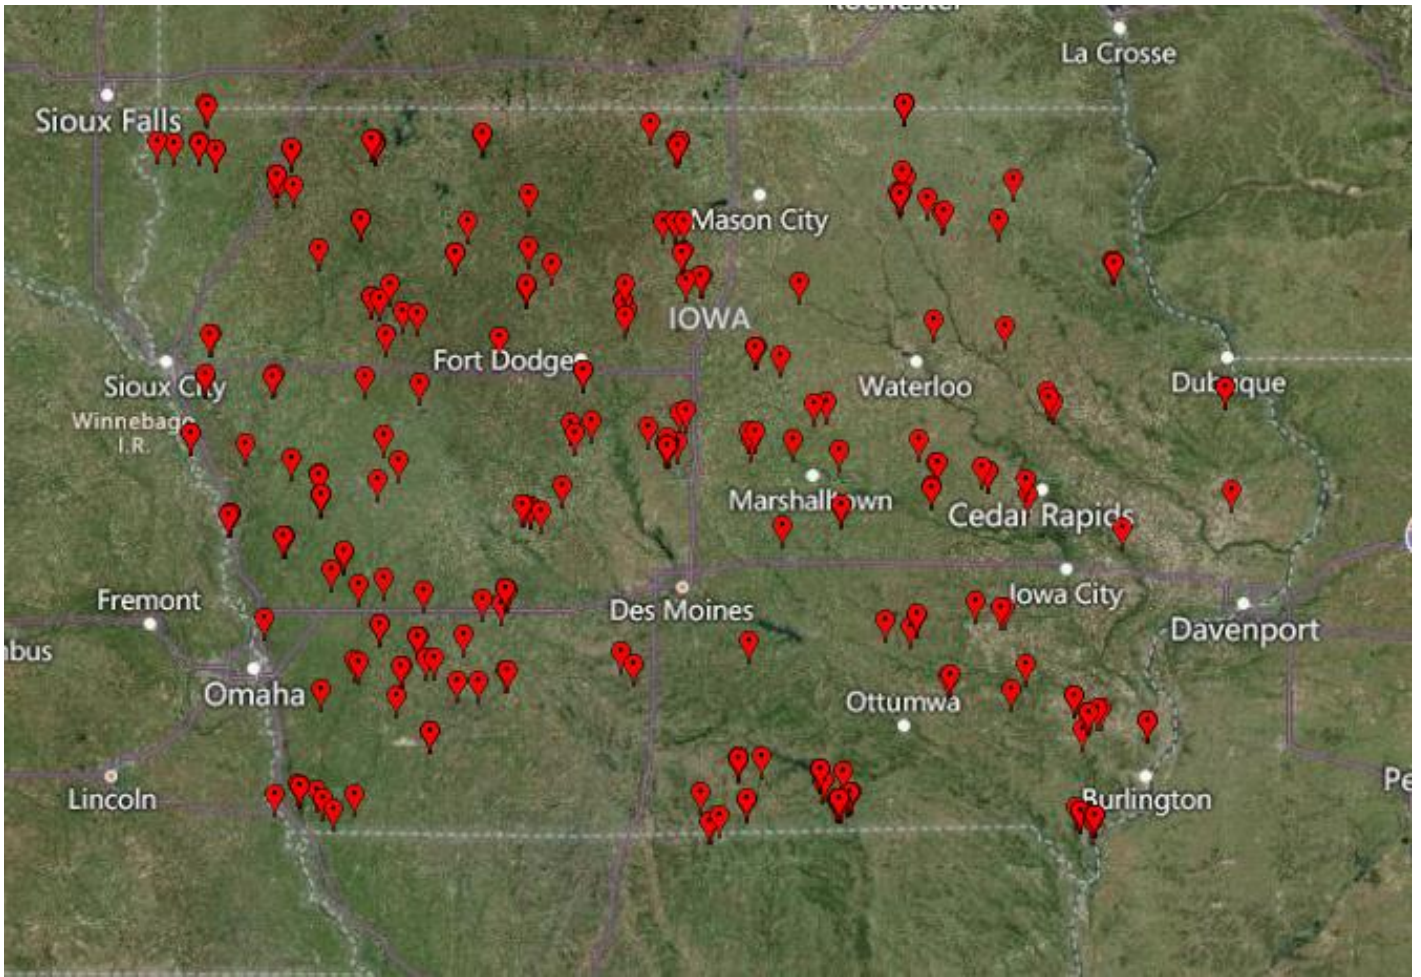 La Crosse
Sioux Falls
Mason City
IOWA
Fort Dodge
Sioux City
Waterloo
Dubuque
Winnebago
I.R.
Marshalltown
Cedar Rapids
Fremont
Des Moines
Iowa City
Davenport
Omaha
Ottumwa
Lincoln
Burlington